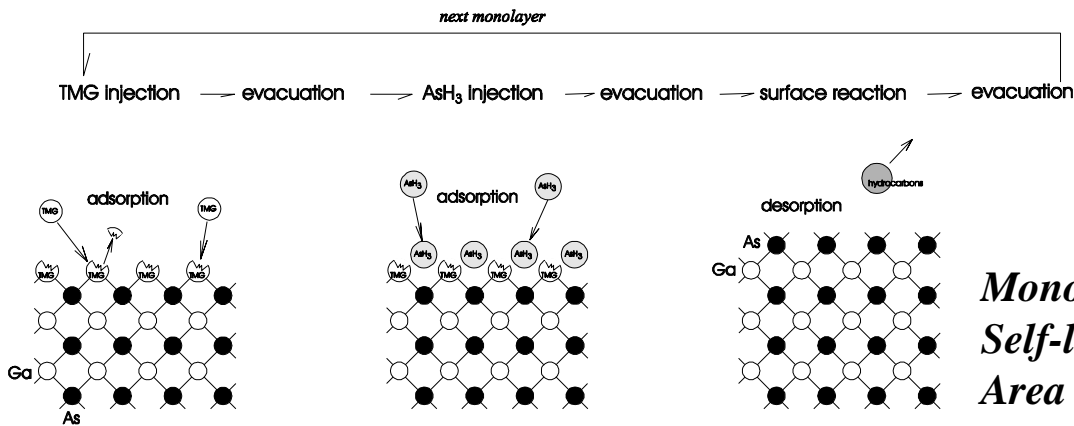 next monolayer
TMG injection evacuation AsH3 injection evacuation surface reaction evacuation
adsorption
TMG TMG
TMG TMG TMG TMG
Ga
As
adsorption
AsH3 AsH3
AsH3 AsH3 AsH3 AsH3
TMG TMG TMG TMG
hydrocarbons
desorption
As
Ga
Mono
Self-l
Area